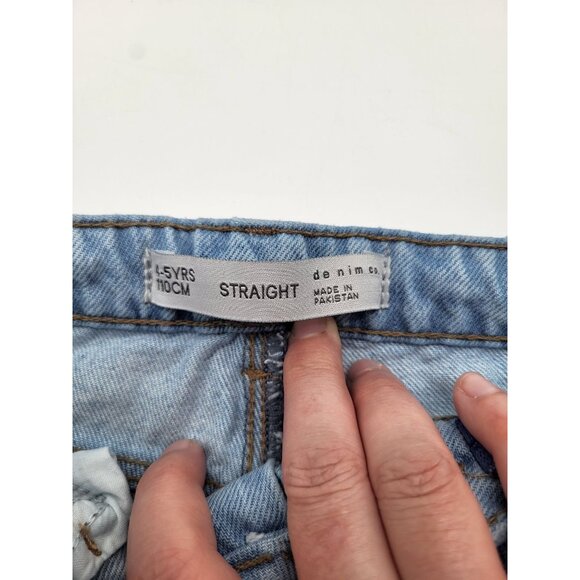 4-5YRS
110CM
STRAIGHT
denim co.
MADE IN
PAKISTAN